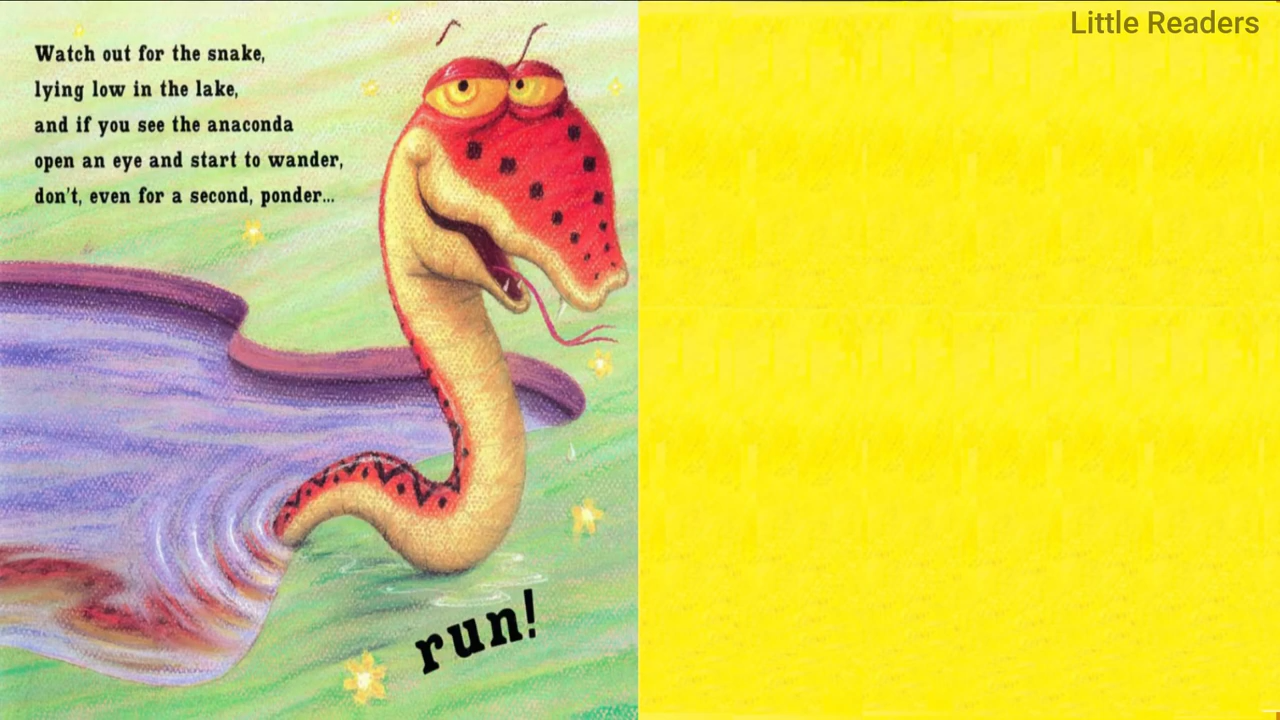 Little Readers
Watch out for the snake,
lying low in the lake,
and if you see the anaconda
open an eye and start to wander,
don't, even for a second, ponder...
run!